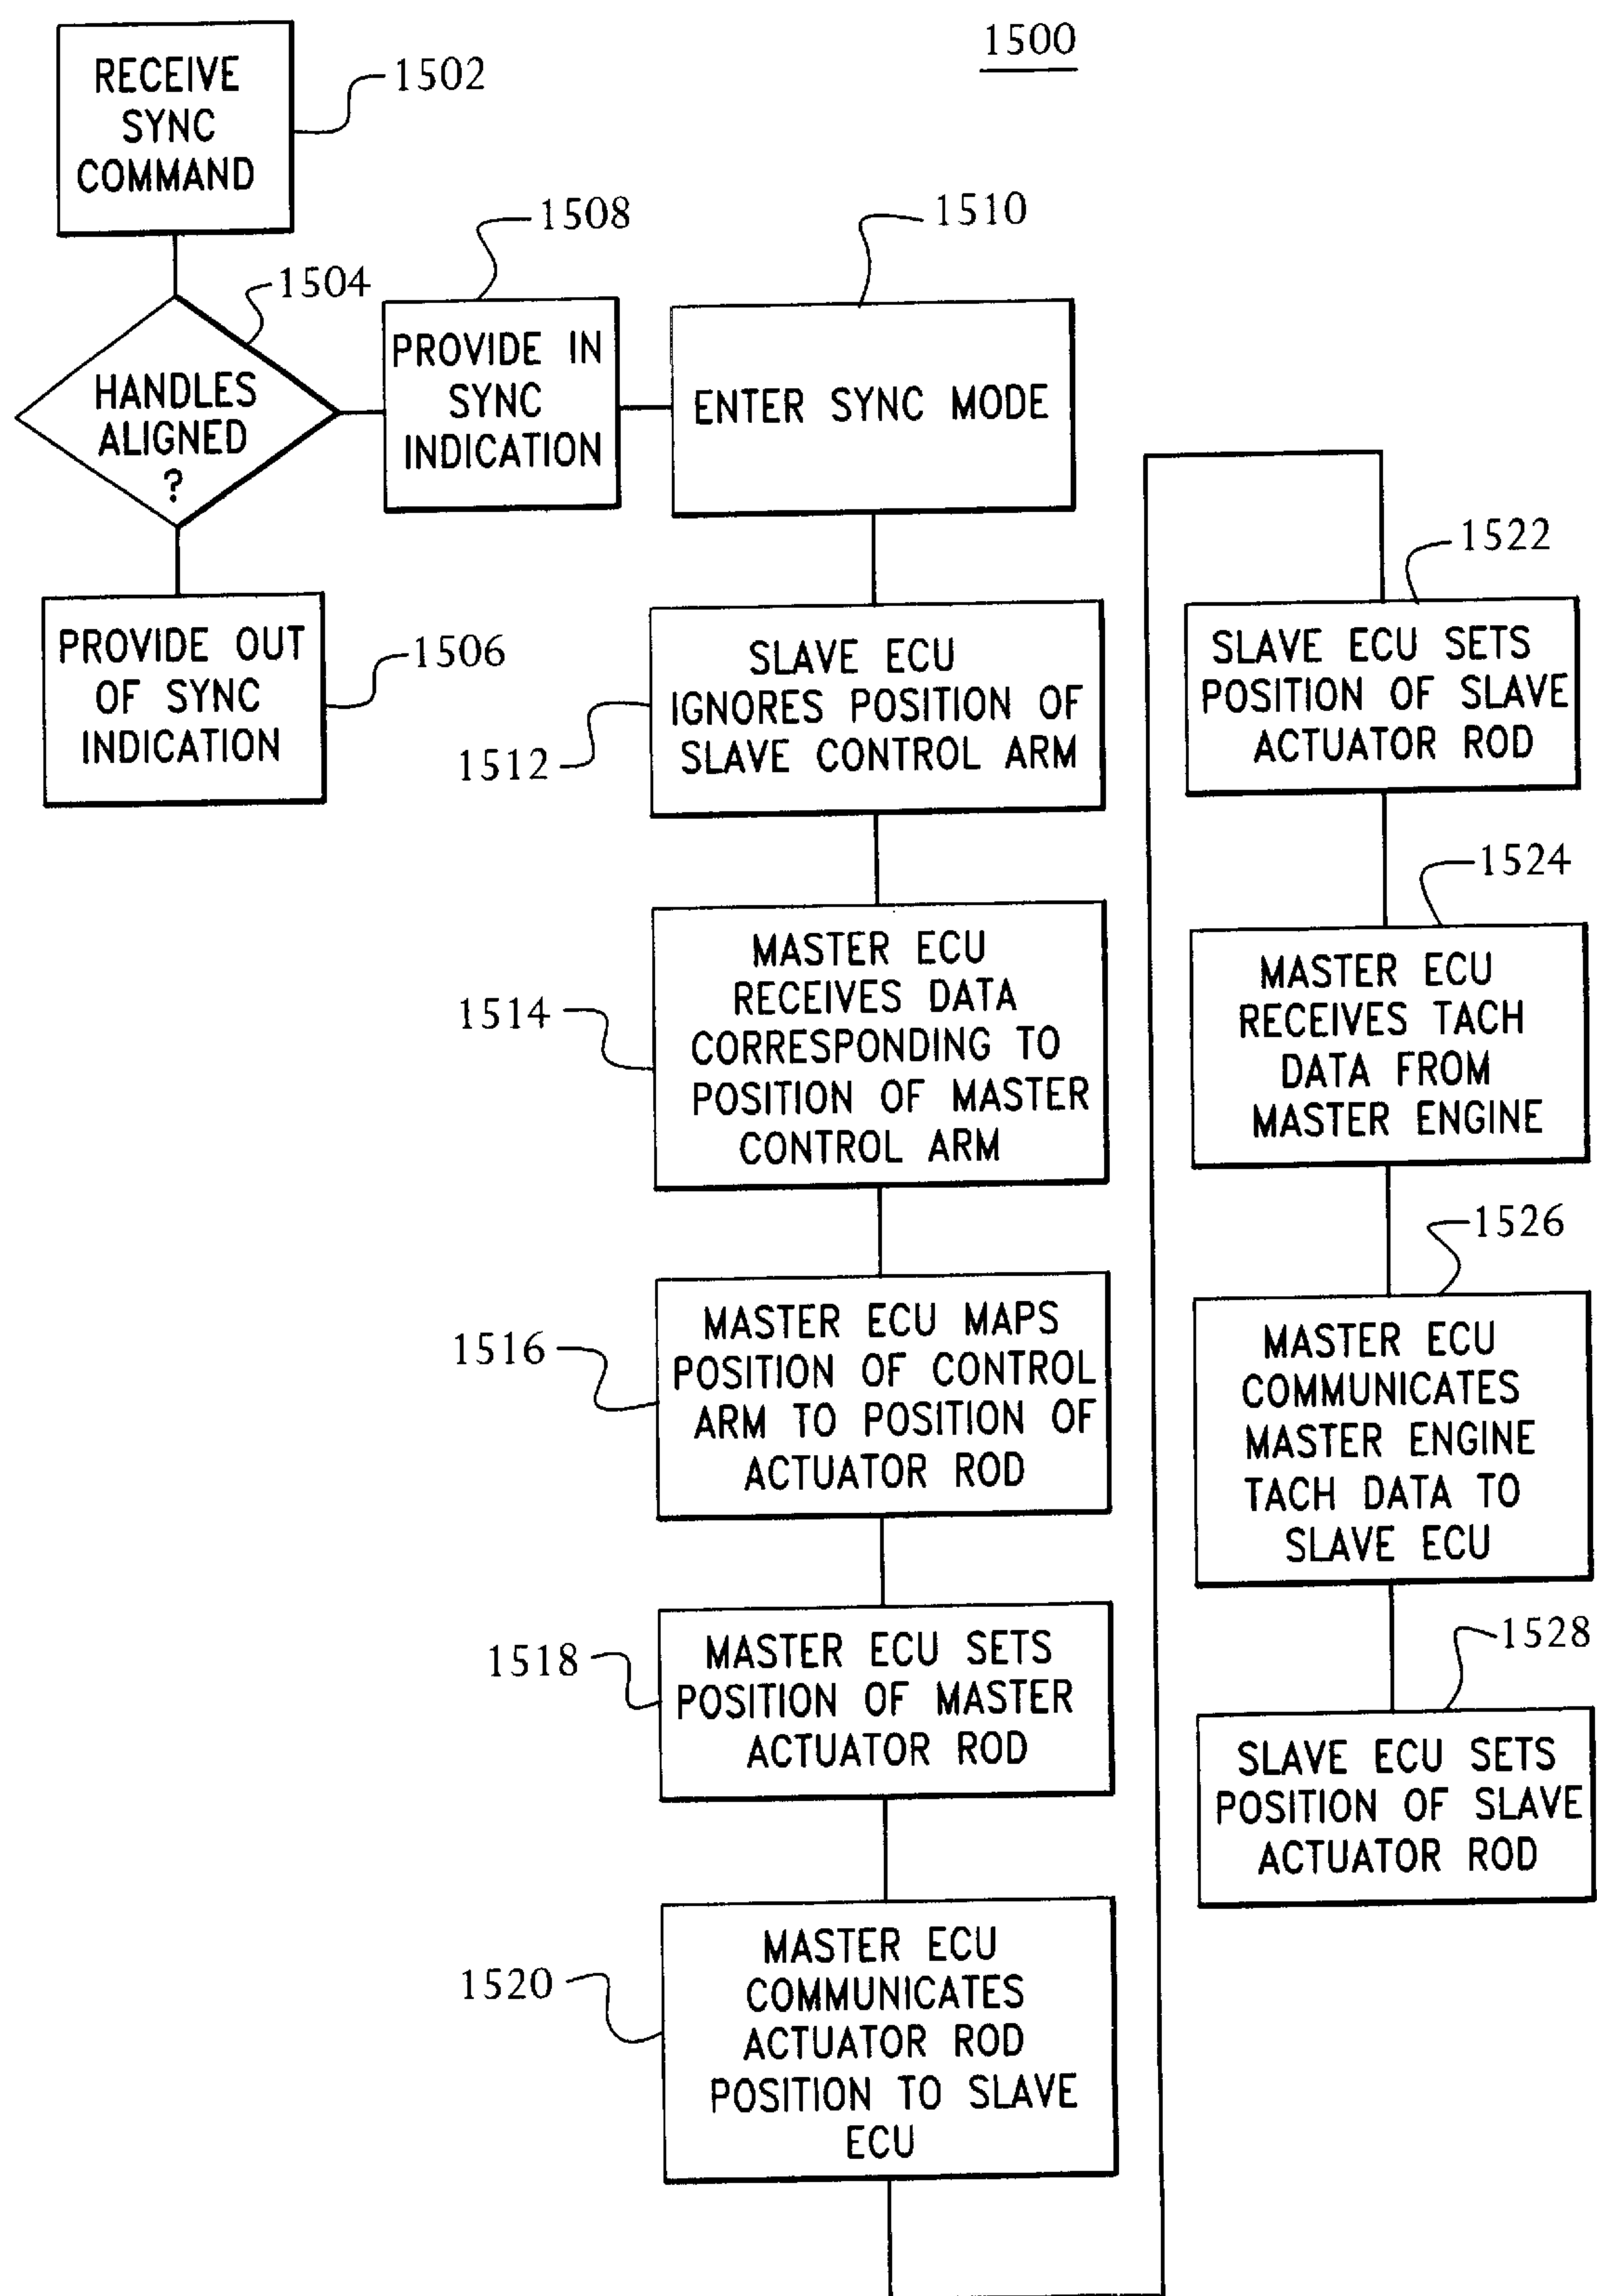 1500
RECEIVE
SYNC
COMMAND
1502
1504
HANDLES
ALIGNED
?
PROVIDE OUT
OF SYNC
INDICATION
1506
1508
PROVIDE IN
SYNC
INDICATION
1510
ENTER SYNC MODE
SLAVE ECU
IGNORES POSITION OF
SLAVE CONTROL ARM
1512
MASTER ECU
RECEIVES DATA
CORRESPONDING TO
POSITION OF MASTER
CONTROL ARM
1514
MASTER ECU MAPS
POSITION OF CONTROL
ARM TO POSITION OF
ACTUATOR ROD
1516
MASTER ECU SETS
POSITION OF MASTER
ACTUATOR ROD
1518
MASTER ECU
COMMUNICATES
ACTUATOR ROD
POSITION TO SLAVE
ECU
1520
1522
SLAVE ECU SETS
POSITION OF SLAVE
ACTUATOR ROD
1524
MASTER ECU
RECEIVES TACH
DATA FROM
MASTER ENGINE
1526
MASTER ECU
COMMUNICATES
MASTER ENGINE
TACH DATA TO
SLAVE ECU
1528
SLAVE ECU SETS
POSITION OF SLAVE
ACTUATOR ROD